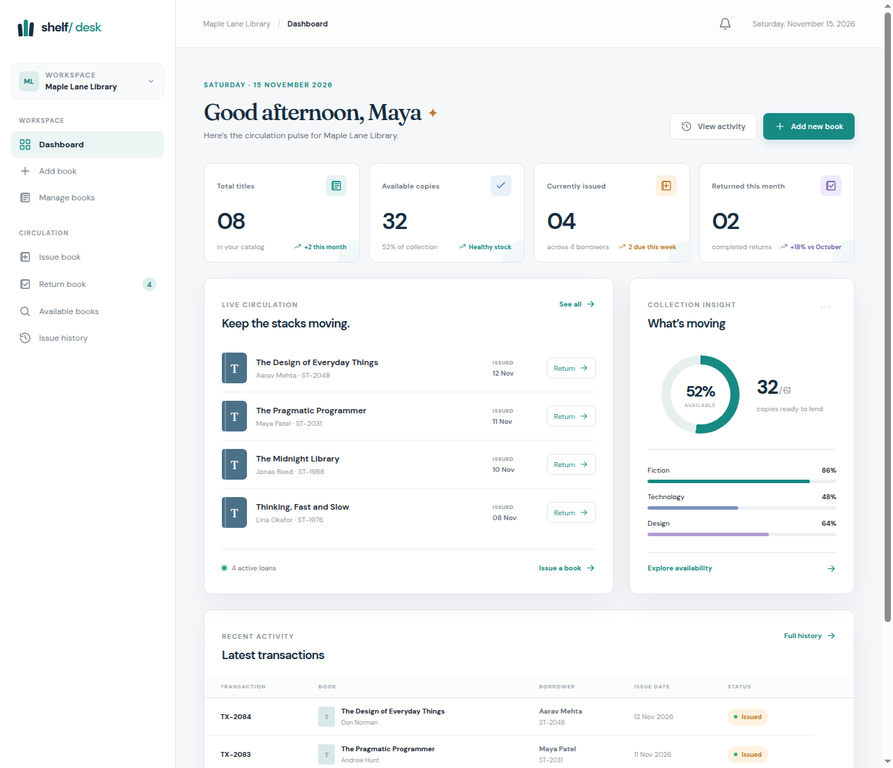 shelf/ desk
Maple Lane Library / Dashboard
Saturday, November 15, 2026
ML
WORKSPACE
Maple Lane Library
WORKSPACE
Dashboard
Add book
Manage books
CIRCULATION
Issue book
Return book 4
Available books
Issue history
SATURDAY · 15 NOVEMBER 2026
Good afternoon, Maya
Here's the circulation pulse for Maple Lane Library.
View activity
Add new book
Total titles
08
in your catalog +2 this month
Available copies
32
52% of collection Healthy stock
Currently issued
04
across 4 borrowers 2 due this week
Returned this month
02
completed returns +18% vs October
LIVE CIRCULATION
See all
Keep the stacks moving.
T
The Design of Everyday Things
Aarav Mehta · ST-2048
ISSUED
12 Nov
Return
T
The Pragmatic Programmer
Maya Patel · ST-2031
ISSUED
11 Nov
Return
T
The Midnight Library
Jonas Reed · ST-1988
ISSUED
10 Nov
Return
T
Thinking, Fast and Slow
Lina Okafor · ST-1976
ISSUED
08 Nov
Return
4 active loans
Issue a book
COLLECTION INSIGHT
What's moving
52%
AVAILABLE
32/61
copies ready to lend
Fiction 86%
Technology 48%
Design 64%
Explore availability
RECENT ACTIVITY
Full history
Latest transactions
TRANSACTION BOOK BORROWER ISSUE DATE STATUS
TX-2084
T
The Design of Everyday Things
Don Norman
Aarav Mehta
ST-2048
12 Nov 2026
Issued
TX-2083
T
The Pragmatic Programmer
Andrew Hunt
Maya Patel
ST-2031
11 Nov 2026
Issued